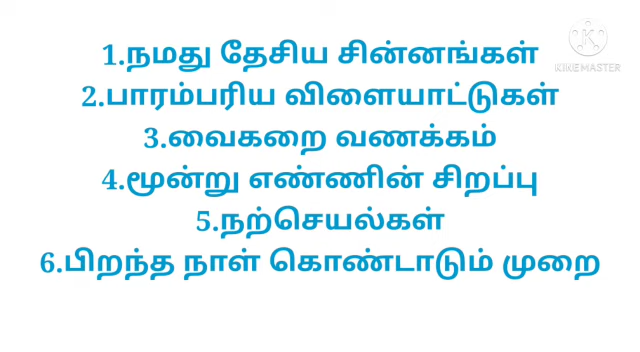 1.நமது தேசிய சின்னங்கள்
KINEMASTER
2.பாரம்பரிய விளையாட்டுகள்
3.வைகறை வணக்கம்
4.மூன்று எண்ணின் சிறப்பு
5.நற்செயல்கள்
6.பிறந்த நாள் கொண்டாடும் முறை